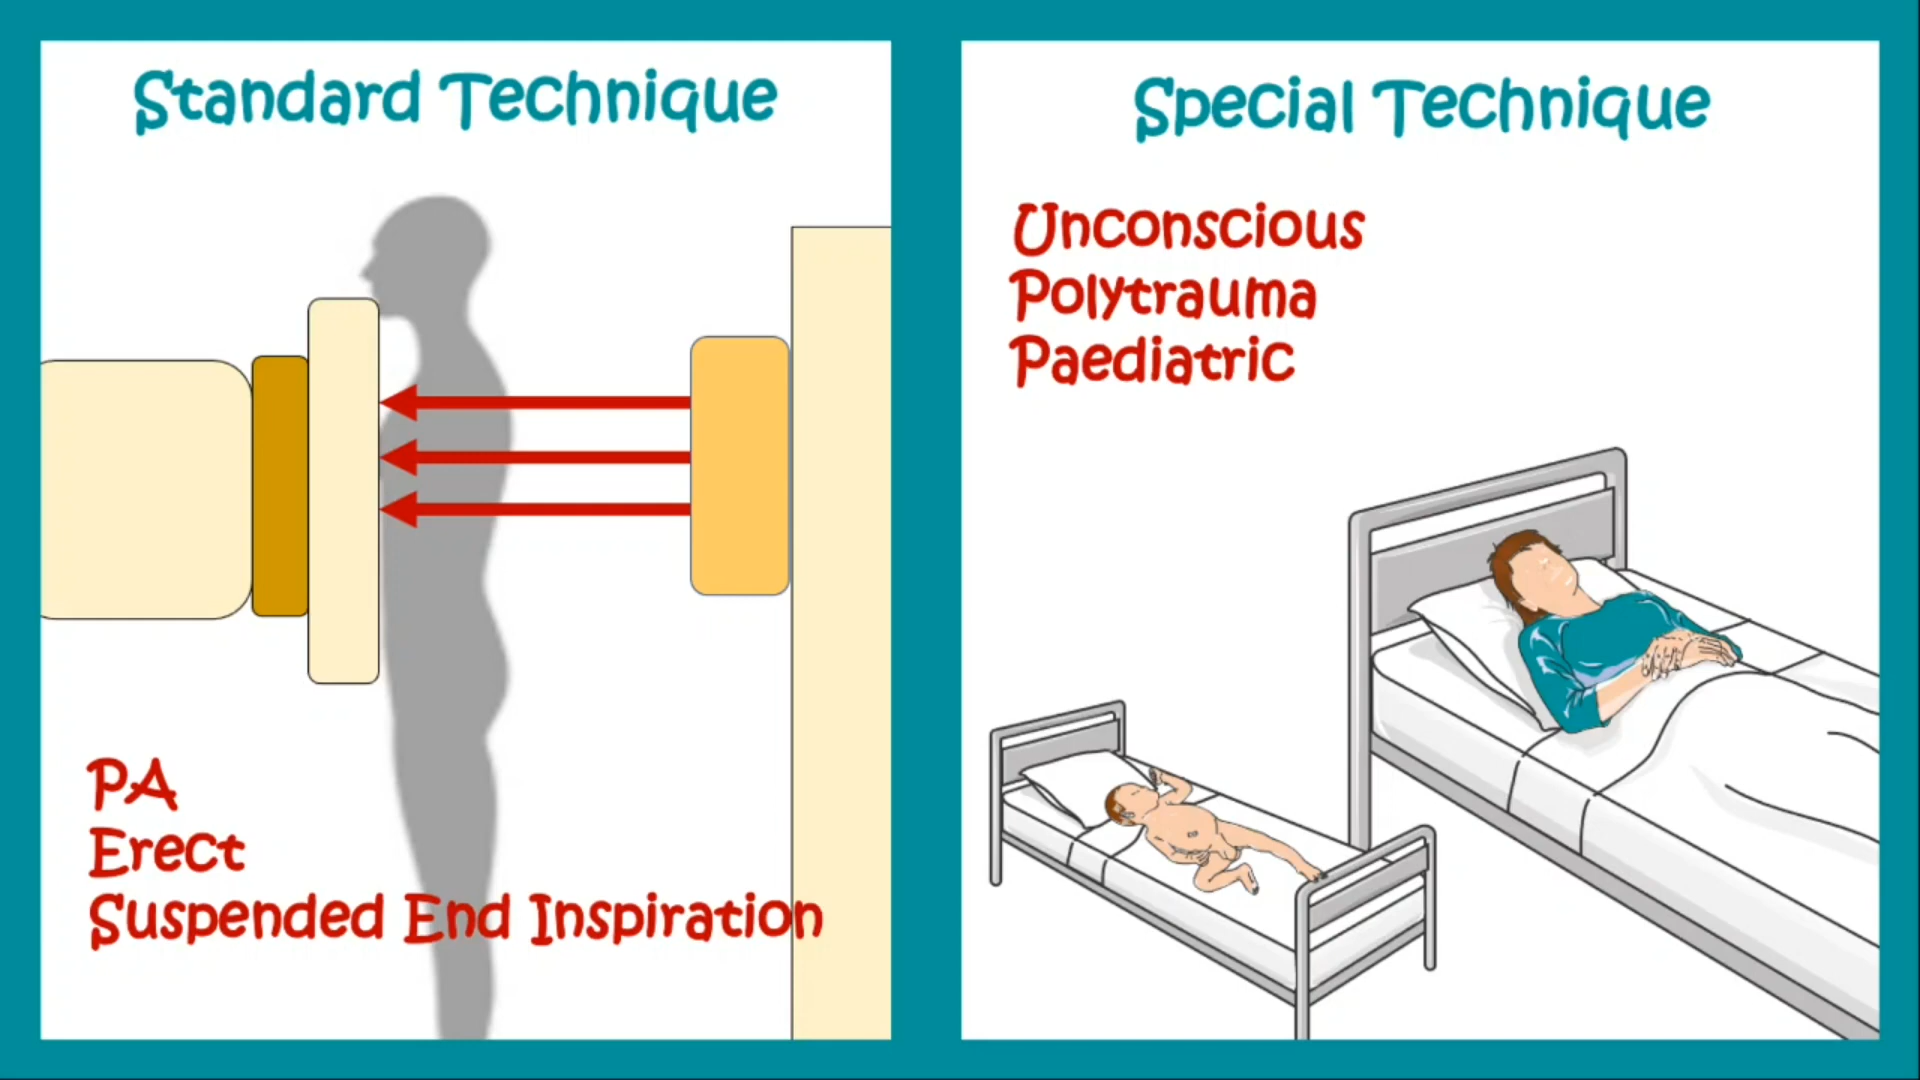 Standard Technique
PA
Erect
Suspended End Inspiration
Special Technique
Unconscious
Polytrauma
Paediatric